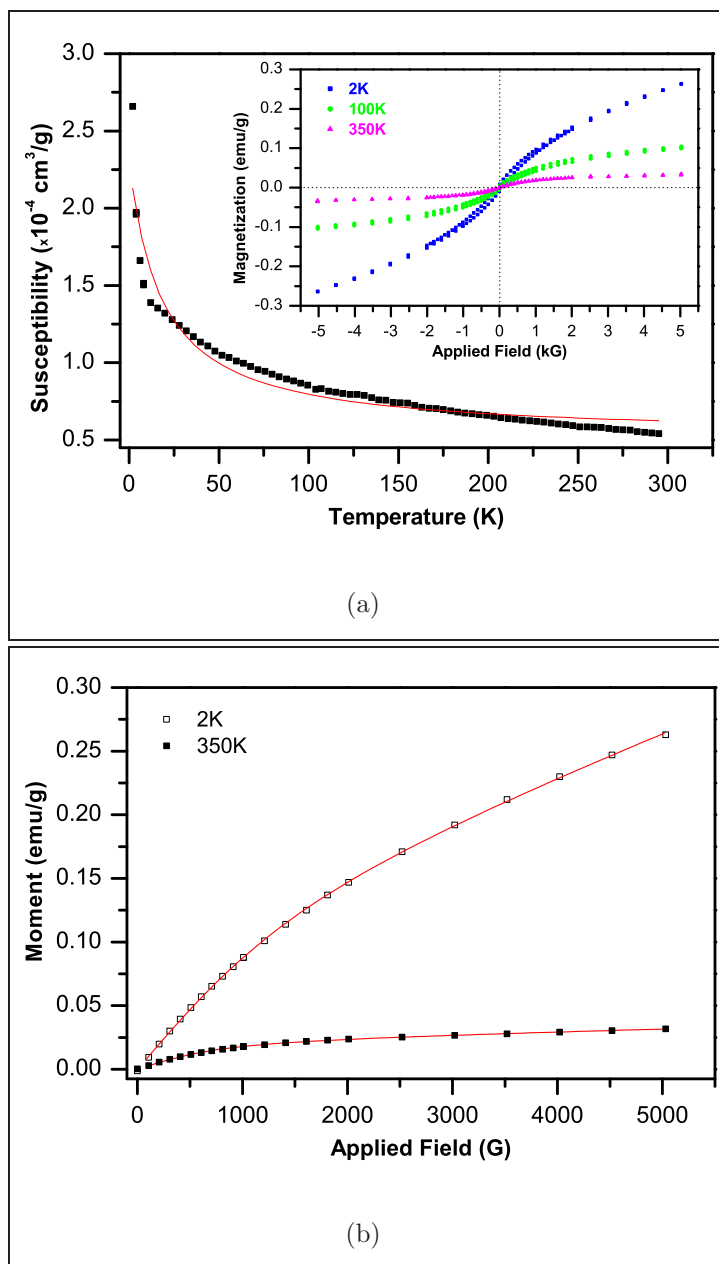 3.0
2.5
2.0
1.5
1.0
0.5
Susceptibility (×10⁻⁴ cm³/g)
0 50 100 150 200 250 300
Temperature (K)
0.3
0.2
0.1
0.0
-0.1
-0.2
-0.3
Magnetization (emu/g)
2K
100K
350K
-5 -4 -3 -2 -1 0 1 2 3 4 5
Applied Field (kG)
(a)
0.30
0.25
0.20
0.15
0.10
0.05
0.00
Moment (emu/g)
2K
350K
0 1000 2000 3000 4000 5000
Applied Field (G)
(b)